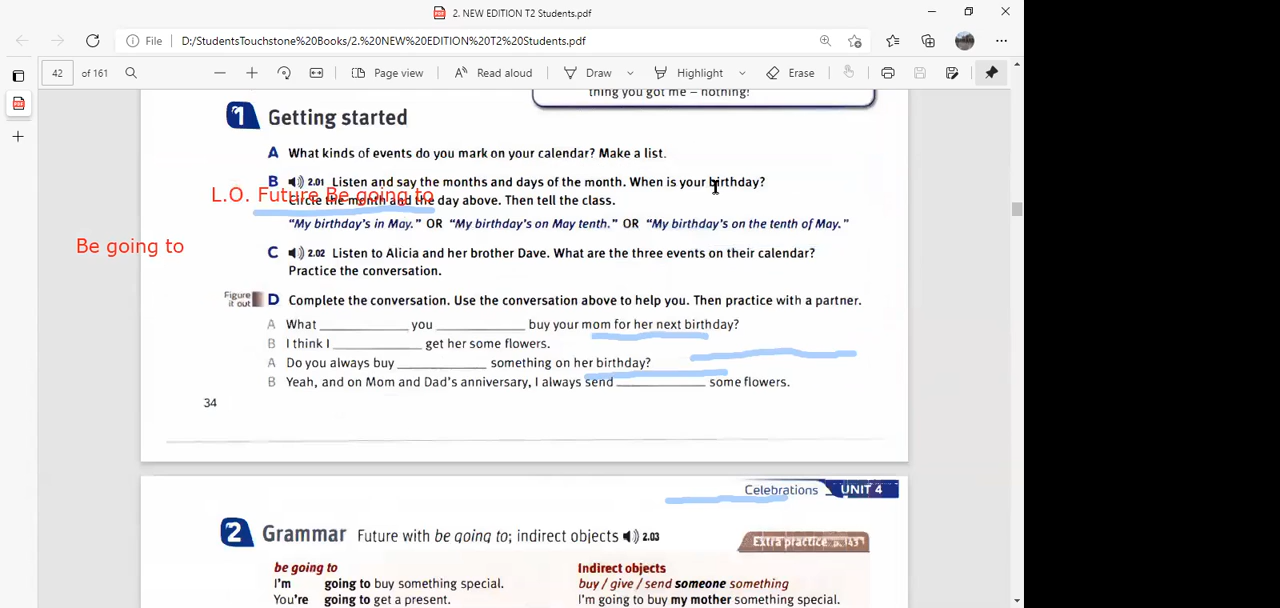 2. NEW EDITION T2 Students.pdf
File D:/StudentsTouchstone%20Books/2.%20NEW%20EDITION%20T2%20Students.pdf
42 of 161 Page view Read aloud Draw Highlight Erase
thing you got me – nothing!
1 Getting started
A What kinds of events do you mark on your calendar? Make a list.
B 2.01 Listen and say the months and days of the month. When is your birthday?
L.O. Future Be going to
Circle the month and the day above. Then tell the class.
"My birthday's in May." OR "My birthday's on May tenth." OR "My birthday's on the tenth of May."
Be going to
C 2.02 Listen to Alicia and her brother Dave. What are the three events on their calendar?
Practice the conversation.
Figure it out D Complete the conversation. Use the conversation above to help you. Then practice with a partner.
A What ____________ you ____________ buy your mom for her next birthday?
B I think I ____________ get her some flowers.
A Do you always buy ____________ something on her birthday?
B Yeah, and on Mom and Dad's anniversary, I always send ____________ some flowers.
34
Celebrations UNIT 4
2 Grammar Future with be going to; indirect objects 2.03
Extra practice p. 143
be going to Indirect objects
I'm going to buy something special. buy / give / send someone something
You're going to get a present. I'm going to buy my mother something special.